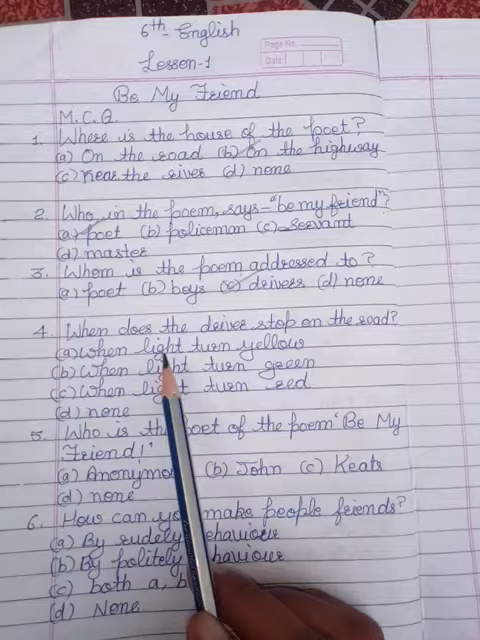 6th English
Page No.
Date
Lesson-1
Be My Friend
M.C.Q.
1. Where is the house of the poet?
(a) On the road (b) On the highway
(c) near the river (d) none
2. Who in the poem, says-"be my friend"?
(a) poet (b) policeman (c) servant
(d) master
3. Whom is the poem addressed to?
(a) poet (b) boys (c) drivers (d) none
4. When does the driver stop on the road?
(a) When light turn yellow
(b) When light turn green
(c) When light turn red
(d) none
5. Who is the poet of the poem 'Be My
Friend!'
(a) (b) John (c) Keats
(d) none
6. How can you make people friends?
(a) By rudely behaviour
(b) By politely behaviour
(c) both a, b
(d) None